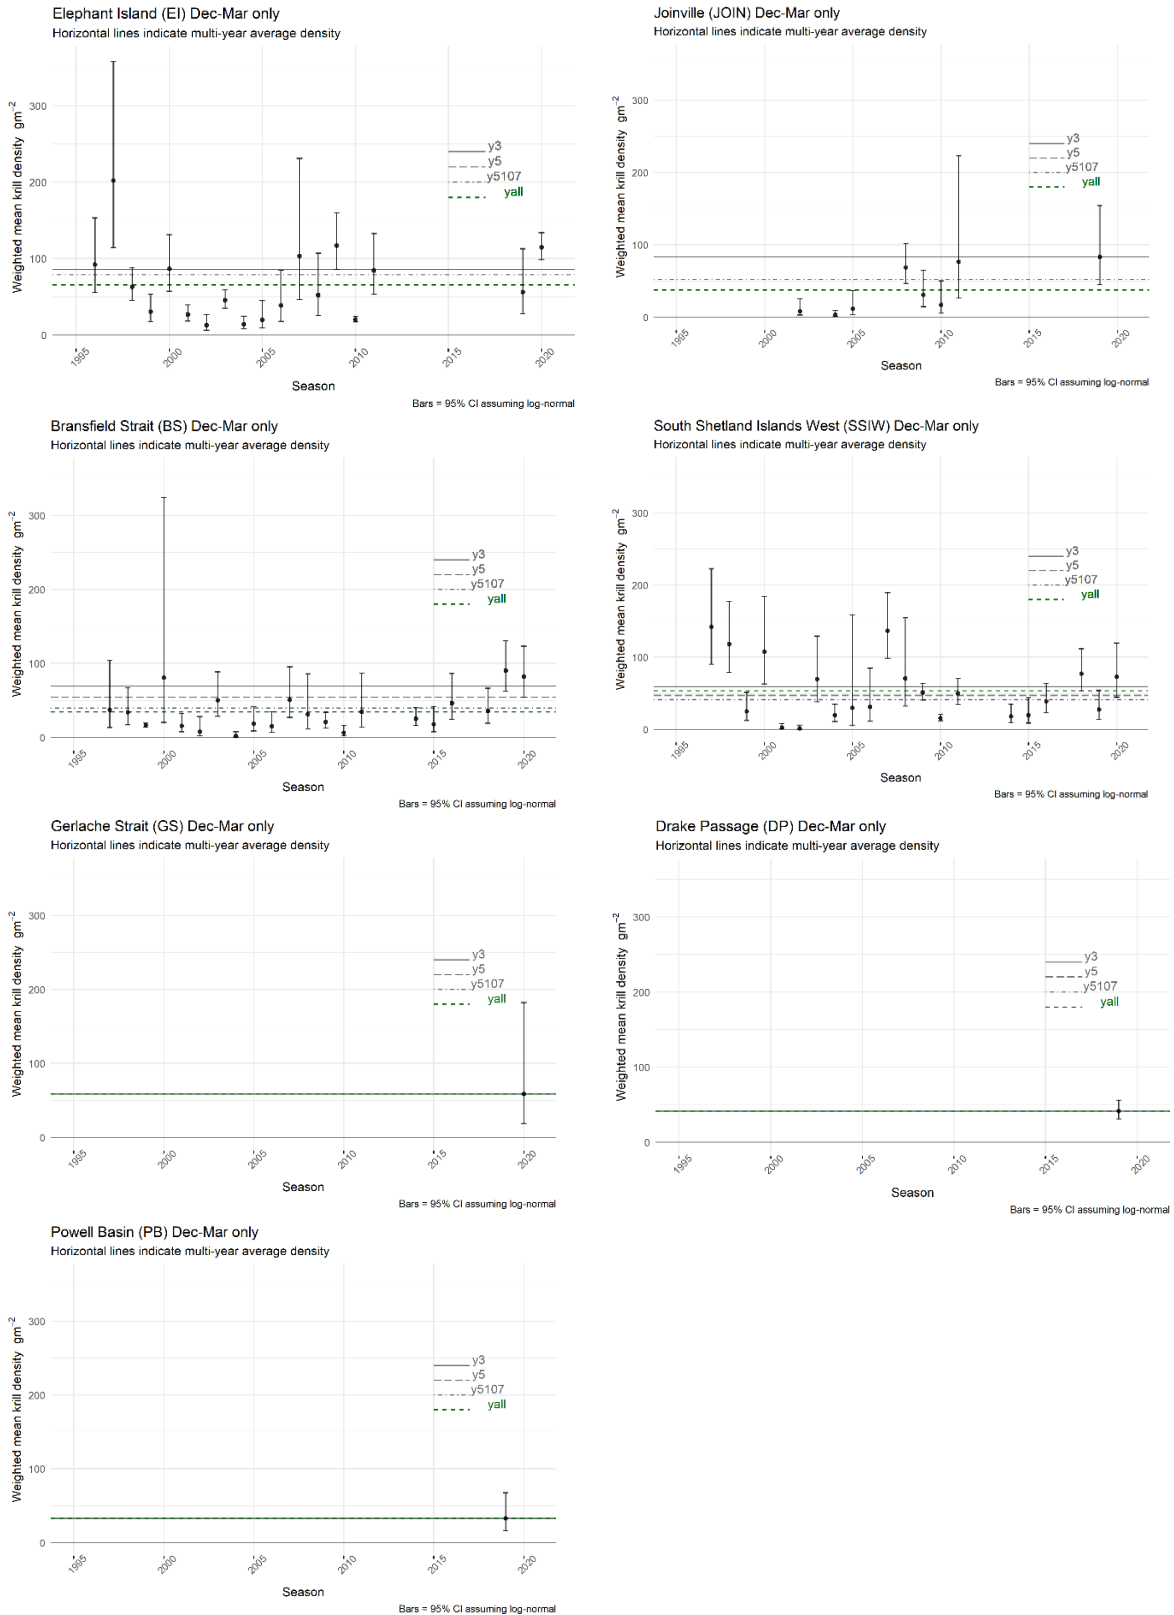 Elephant Island (EI) Dec-Mar only
Horizontal lines indicate multi-year average density
Weighted mean krill density gm⁻²
300
200
100
0
y3
y5
y5107
yall
1995
2000
2005
2010
2015
2020
Season
Bars = 95% CI assuming log-normal
Joinville (JOIN) Dec-Mar only
Horizontal lines indicate multi-year average density
Weighted mean krill density gm⁻²
300
200
100
0
y3
y5
y5107
yall
1995
2000
2005
2010
2015
2020
Season
Bars = 95% CI assuming log-normal
Bransfield Strait (BS) Dec-Mar only
Horizontal lines indicate multi-year average density
Weighted mean krill density gm⁻²
300
200
100
0
y3
y5
y5107
yall
1995
2000
2005
2010
2015
2020
Season
Bars = 95% CI assuming log-normal
South Shetland Islands West (SSIW) Dec-Mar only
Horizontal lines indicate multi-year average density
Weighted mean krill density gm⁻²
300
200
100
0
y3
y5
y5107
yall
1995
2000
2005
2010
2015
2020
Season
Bars = 95% CI assuming log-normal
Gerlache Strait (GS) Dec-Mar only
Horizontal lines indicate multi-year average density
Weighted mean krill density gm⁻²
300
200
100
0
y3
y5
y5107
yall
1995
2000
2005
2010
2015
2020
Season
Bars = 95% CI assuming log-normal
Drake Passage (DP) Dec-Mar only
Horizontal lines indicate multi-year average density
Weighted mean krill density gm⁻²
300
200
100
0
y3
y5
y5107
yall
1995
2000
2005
2010
2015
2020
Season
Bars = 95% CI assuming log-normal
Powell Basin (PB) Dec-Mar only
Horizontal lines indicate multi-year average density
Weighted mean krill density gm⁻²
300
200
100
0
y3
y5
y5107
yall
1995
2000
2005
2010
2015
2020
Season
Bars = 95% CI assuming log-normal